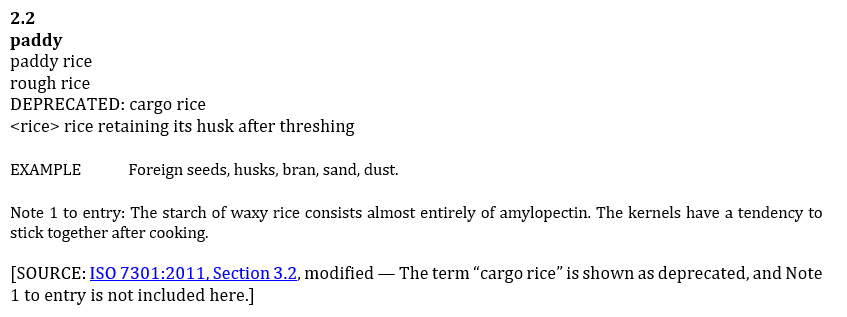 2.2
paddy
paddy rice
rough rice
DEPRECATED: cargo rice
<rice> rice retaining its husk after threshing
EXAMPLE Foreign seeds, husks, bran, sand, dust.
Note 1 to entry: The starch of waxy rice consists almost entirely of amylopectin. The kernels have a tendency to
stick together after cooking.
[SOURCE: ISO 7301:2011, Section 3.2, modified — The term “cargo rice” is shown as deprecated, and Note
1 to entry is not included here.]